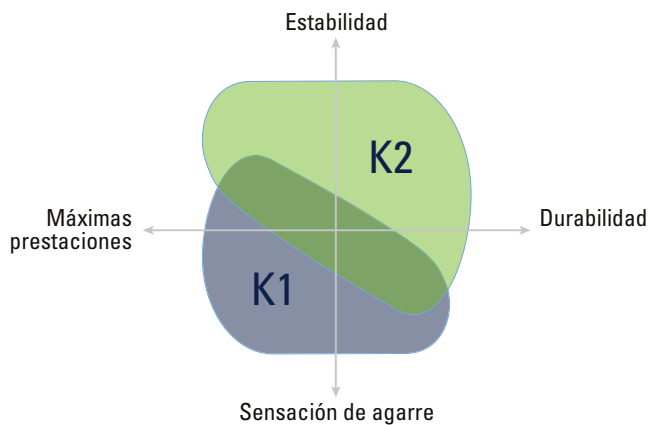 Estabilidad
K2
Máximas
prestaciones
Durabilidad
K1
Sensación de agarre